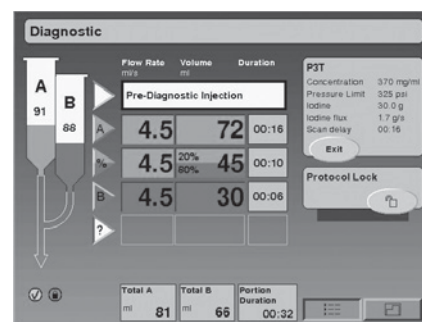 Diagnostic
Flow Rate Volume Duration
ml/s ml
A
91
B
88
Pre-Diagnostic Injection
A 4.5 72 00:16
% 4.5 20% 80% 45 00:10
B 4.5 30 00:06
?
P3T
Concentration 370 mg/ml
Pressure Limit 325 psi
Iodine 30.0 g
Iodine flux 1.7 g/s
Scan delay 00:16
Exit
Protocol Lock
Total A
ml 81
Total B
ml 66
Portion
Duration
00:32